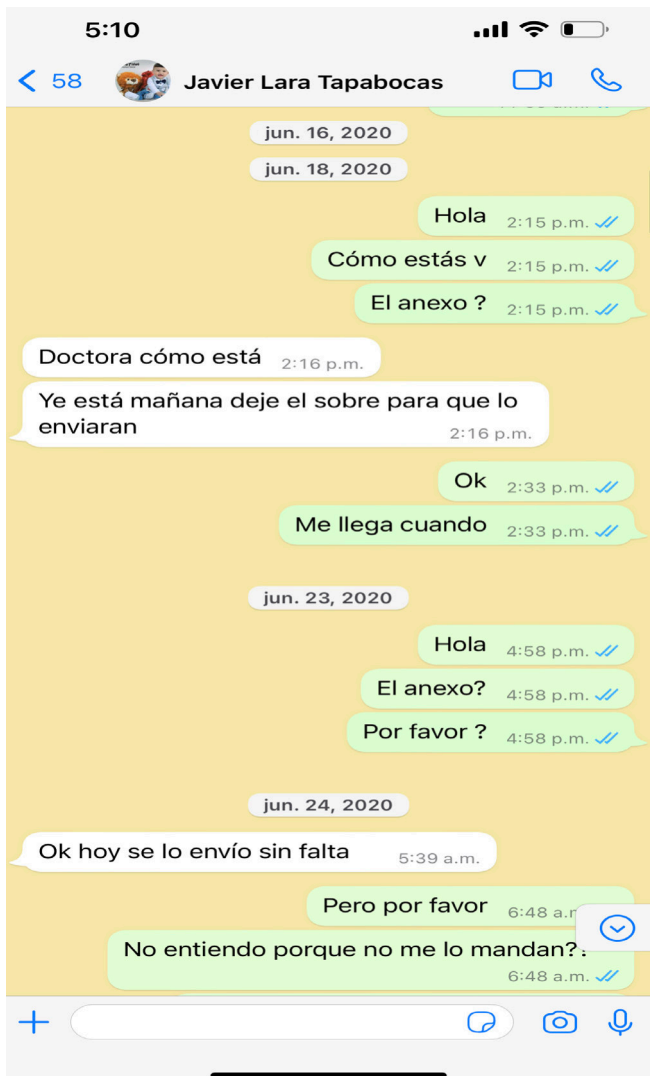 5:10
58 Javier Lara Tapabocas
jun. 16, 2020
jun. 18, 2020
Hola 2:15 p.m.
Cómo estás v 2:15 p.m.
El anexo ? 2:15 p.m.
Doctora cómo está 2:16 p.m.
Ye está mañana deje el sobre para que lo
enviaran 2:16 p.m.
Ok 2:33 p.m.
Me llega cuando 2:33 p.m.
jun. 23, 2020
Hola 4:58 p.m.
El anexo? 4:58 p.m.
Por favor ? 4:58 p.m.
jun. 24, 2020
Ok hoy se lo envío sin falta 5:39 a.m.
Pero por favor 6:48 a.m
No entiendo porque no me lo mandan??
6:48 a.m.